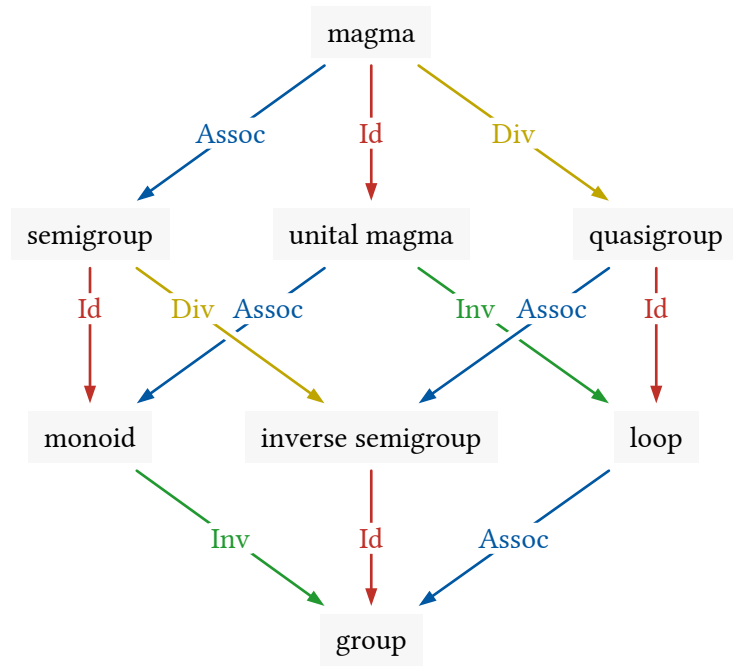 magma
Assoc Id Div
semigroup unital magma quasigroup
Id Div Assoc Inv Assoc Id
monoid inverse semigroup loop
Inv Id Assoc
group